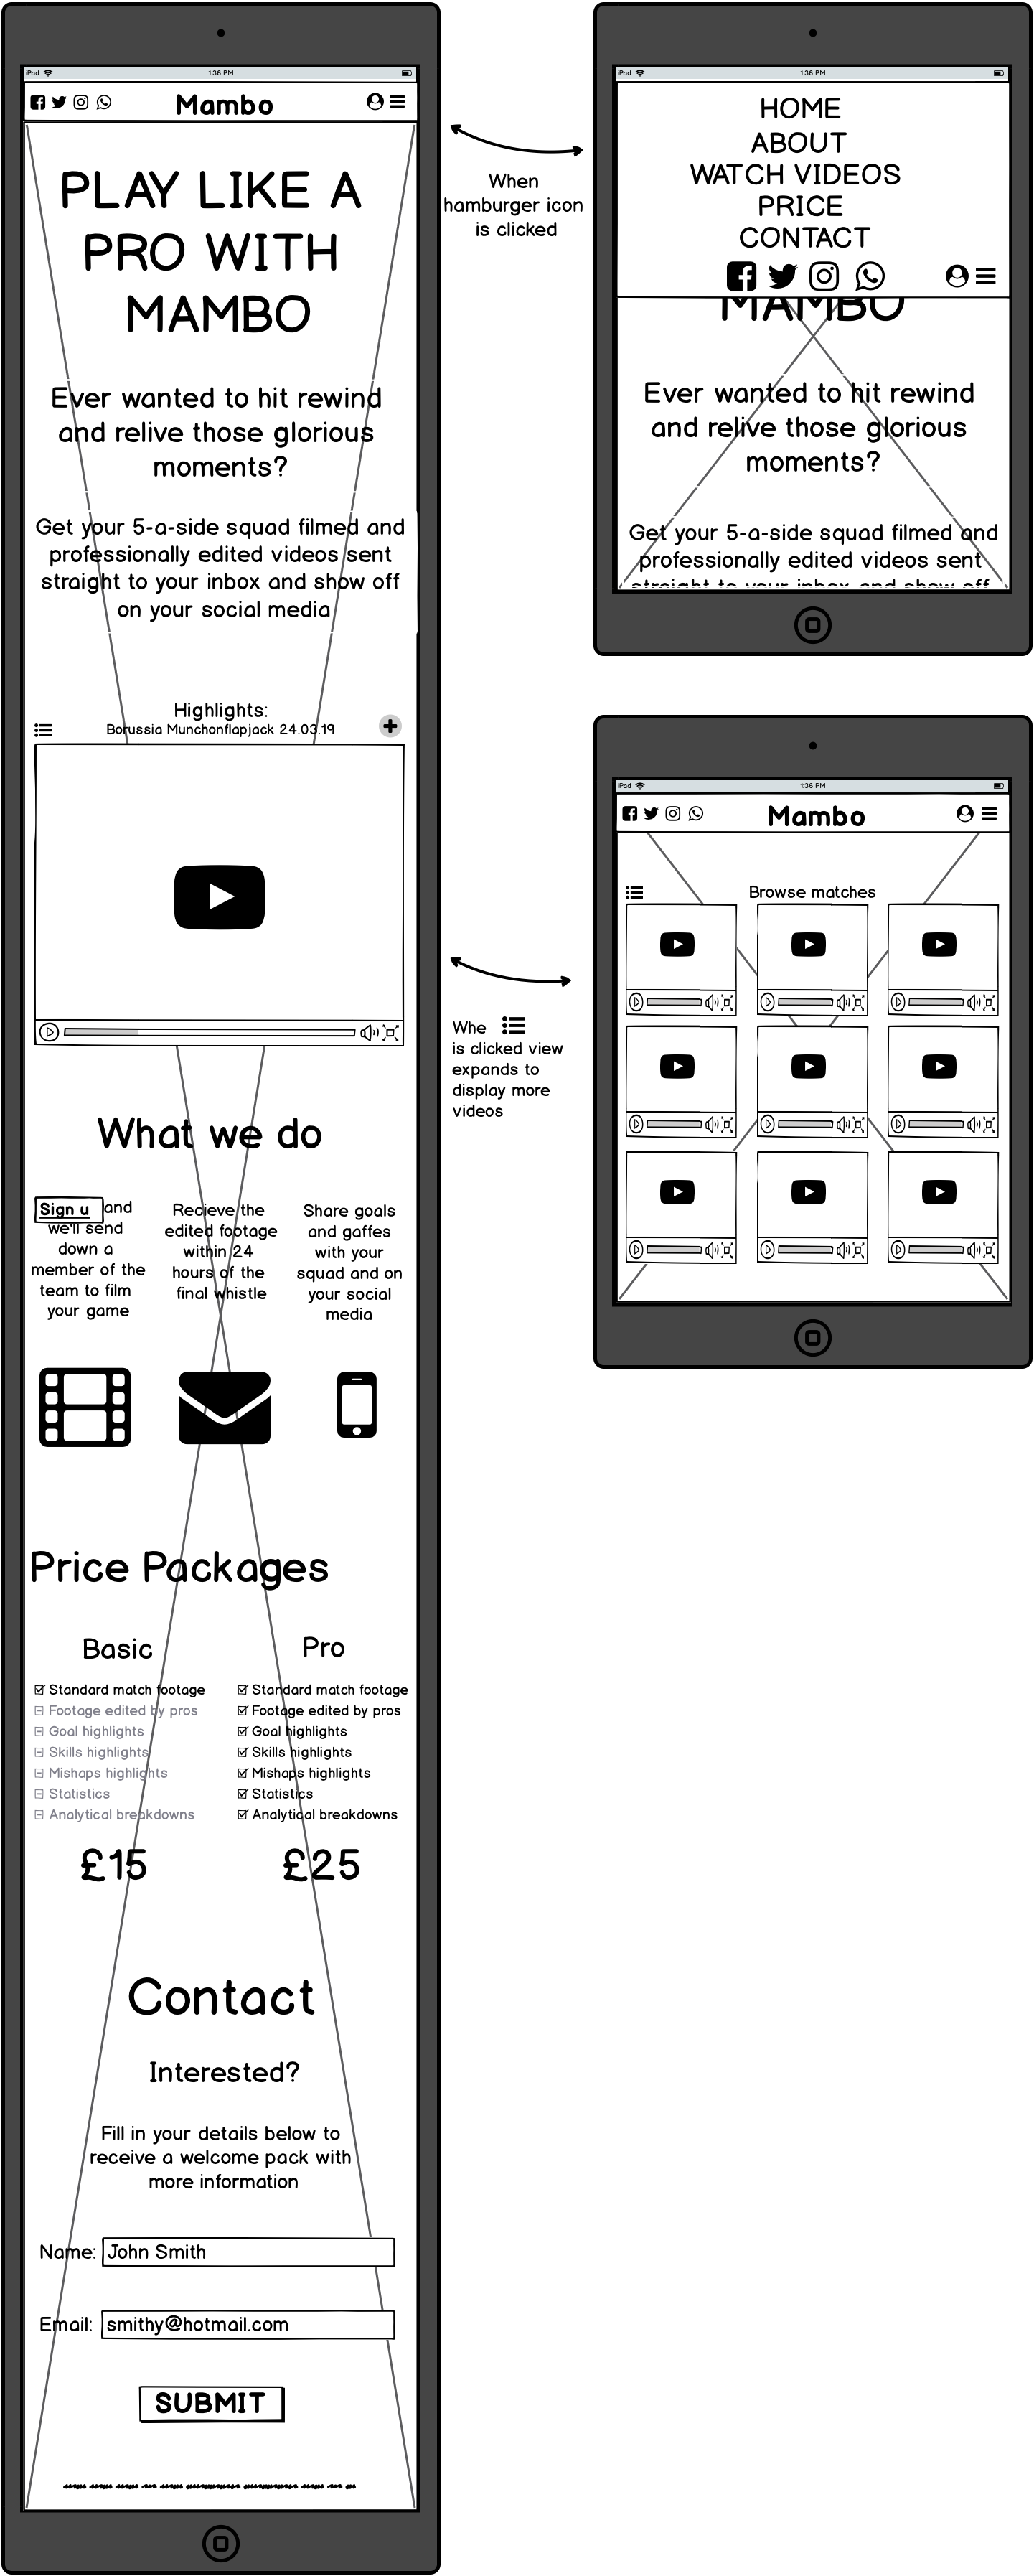 iPad 1:36 PM
Mambo
PLAY LIKE A
PRO WITH
MAMBO
Ever wanted to hit rewind
and relive those glorious
moments?
Get your 5-a-side squad filmed and
professionally edited videos sent
straight to your inbox and show off
on your social media
Highlights:
Borussia Munchonflapjack 24.03.19
What we do
Sign u and
we'll send
down a
member of the
team to film
your game
Recieve the
edited footage
within 24
hours of the
final whistle
Share goals
and gaffes
with your
squad and on
your social
media
Price Packages
Basic
Standard match footage
Footage edited by pros
Goal highlights
Skills highlights
Mishaps highlights
Statistics
Analytical breakdowns
£15
Pro
Standard match footage
Footage edited by pros
Goal highlights
Skills highlights
Mishaps highlights
Statistics
Analytical breakdowns
£25
Contact
Interested?
Fill in your details below to
receive a welcome pack with
more information
Name: John Smith
Email: smithy@hotmail.com
SUBMIT
When
hamburger icon
is clicked
iPad 1:36 PM
HOME
ABOUT
WATCH VIDEOS
PRICE
CONTACT
MAMBO
Ever wanted to hit rewind
and relive those glorious
moments?
Get your 5-a-side squad filmed and
professionally edited videos sent
straight to your inbox and show off
Whe
is clicked view
expands to
display more
videos
iPad 1:36 PM
Mambo
Browse matches